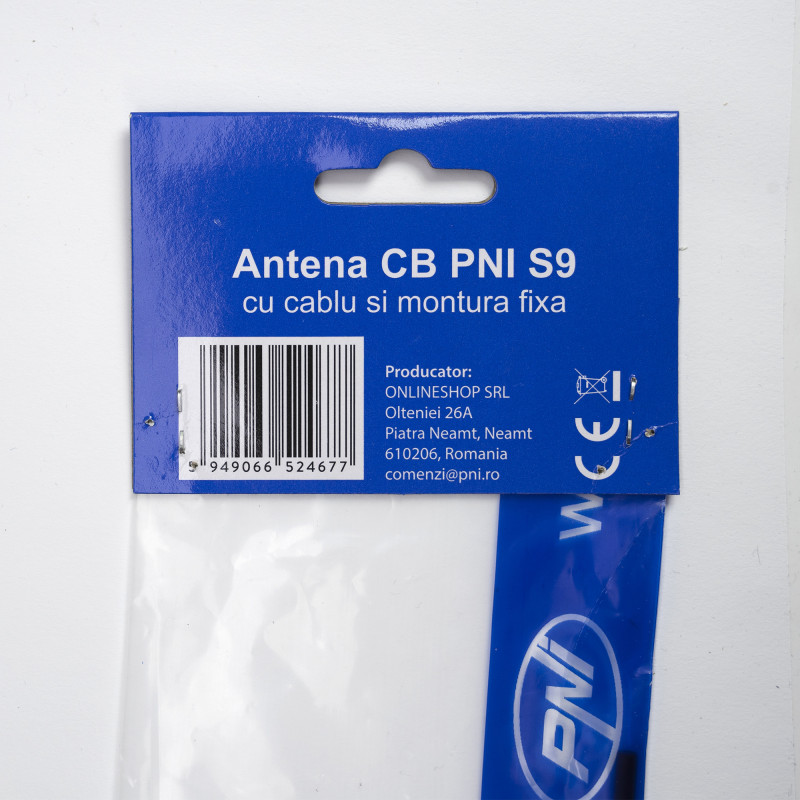 Antena CB PNI S9
cu cablu si montura fixa
Producator:
ONLINESHOP SRL
Olteniei 26A
Piatra Neamt, Neamt
610206, Romania
comenzi@pni.ro
5 949066 524677
CE
W
PNI